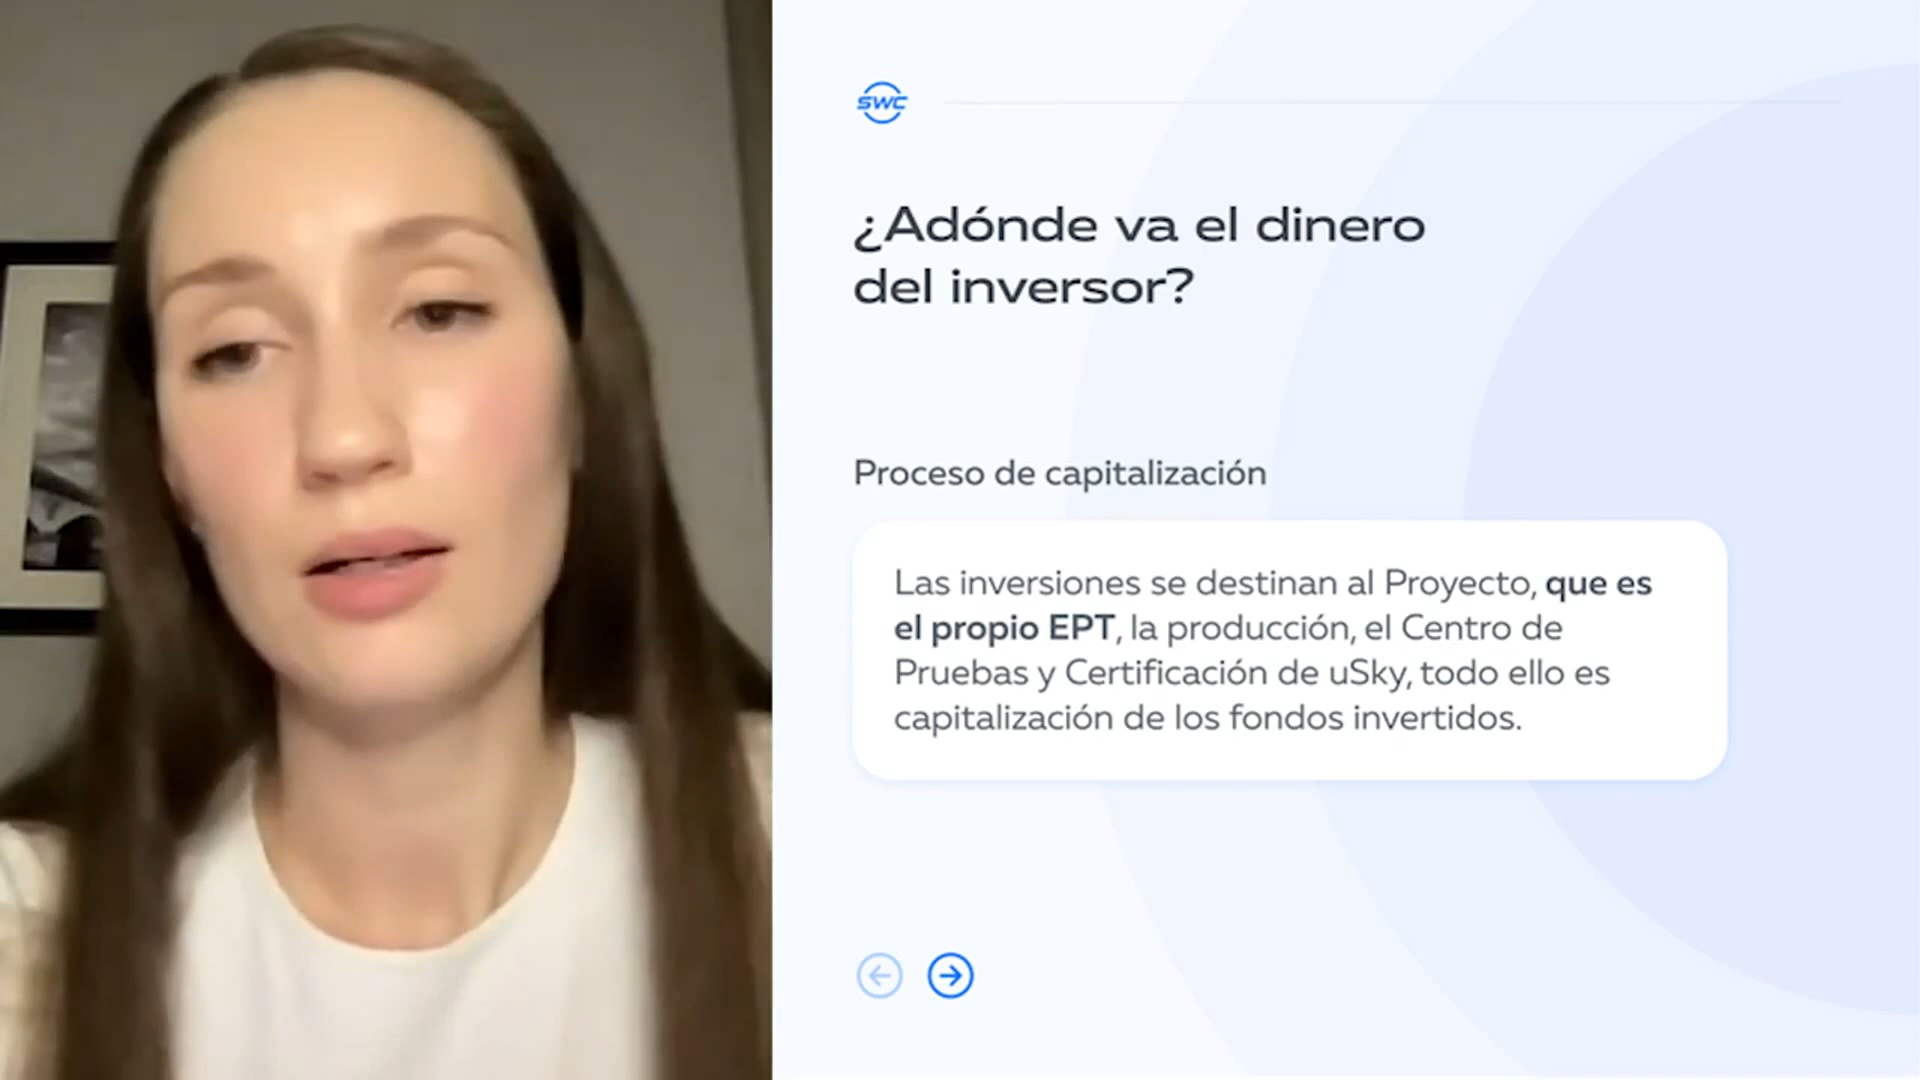 SWC
¿Adónde va el dinero
del inversor?
Proceso de capitalización
Las inversiones se destinan al Proyecto, que es
el propio EPT, la producción, el Centro de
Pruebas y Certificación de uSky, todo ello es
capitalización de los fondos invertidos.